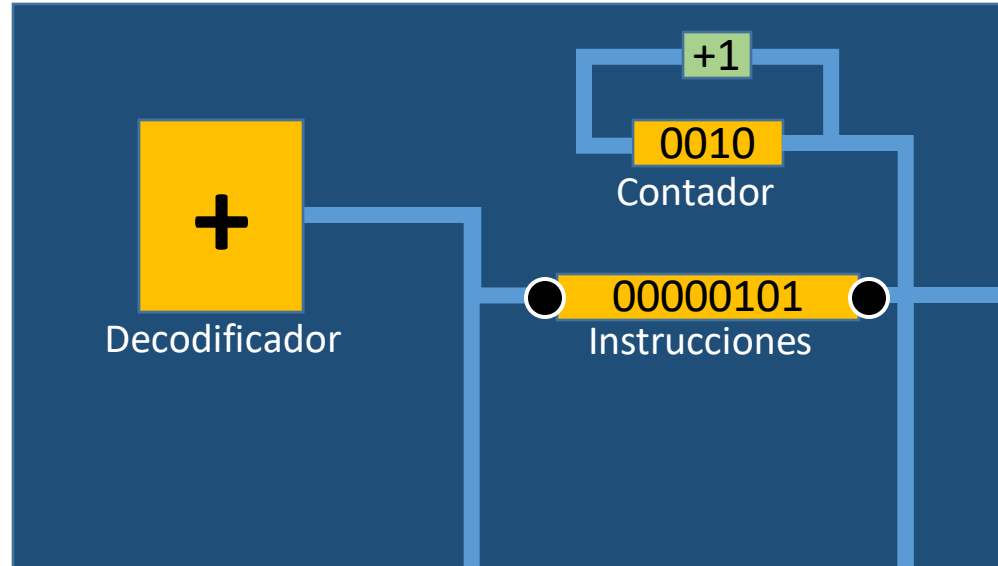 +1
0010
Contador
+
Decodificador
00000101
Instrucciones